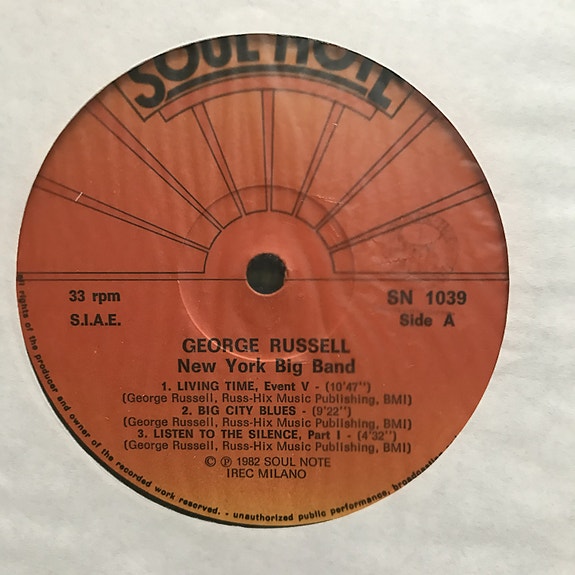 SOUL NOTE
33 rpm
S.I.A.E.
SN 1039
Side A
GEORGE RUSSELL
New York Big Band
1. LIVING TIME, Event V - (10'47'')
(George Russell, Russ-Hix Music Publishing, BMI)
2. BIG CITY BLUES - (9'22'')
(George Russell, Russ-Hix Music Publishing, BMI)
3. LISTEN TO THE SILENCE, Part I - (4'32'')
(George Russell, Russ-Hix Music Publishing, BMI)
© ℗ 1982 SOUL NOTE
IREC MILANO
all rights of the producer and owner of the recorded work reserved. - unauthorized public performance, broadcasting